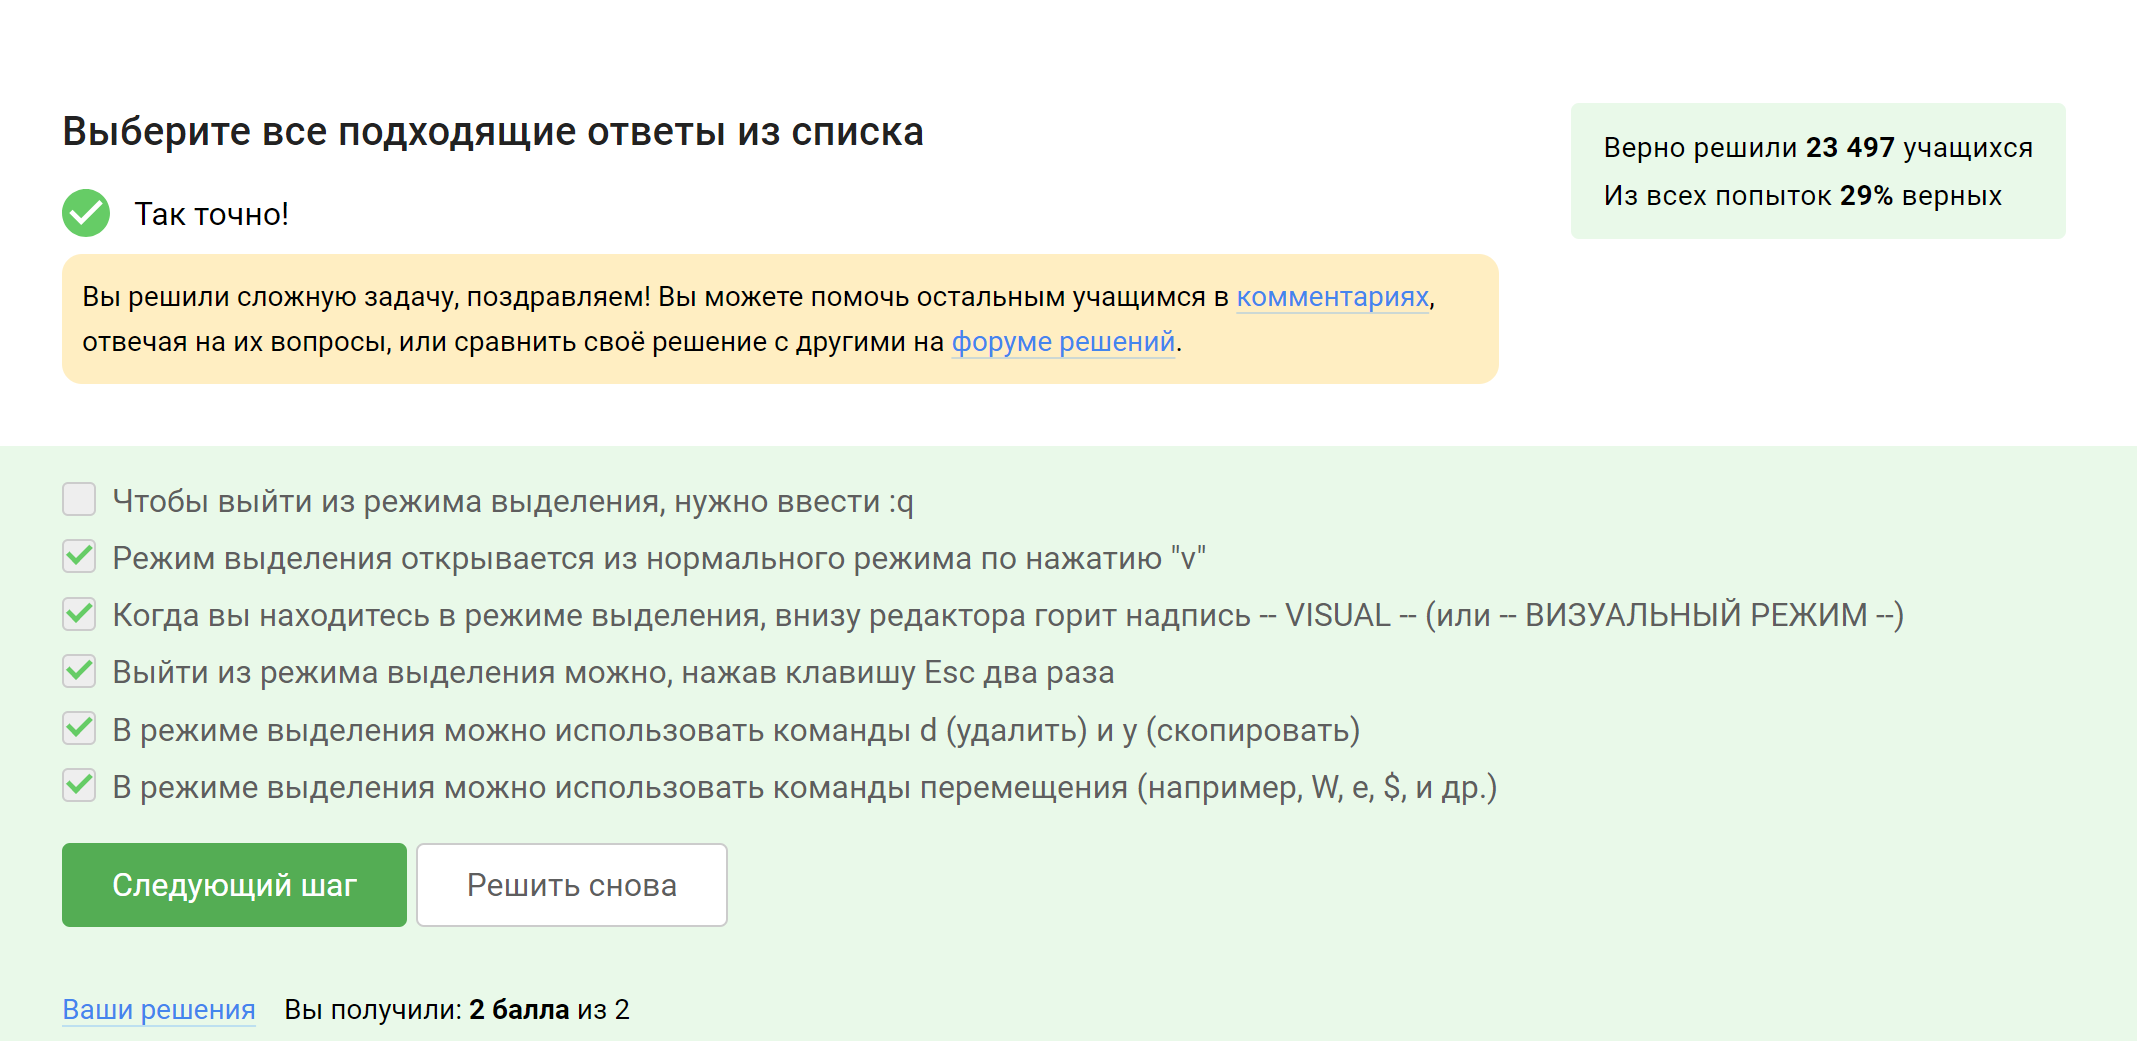 Выберите все подходящие ответы из списка
Верно решили 23 497 учащихся
Из всех попыток 29% верных
Так точно!
Вы решили сложную задачу, поздравляем! Вы можете помочь остальным учащимся в комментариях,
отвечая на их вопросы, или сравнить своё решение с другими на форуме решений.
Чтобы выйти из режима выделения, нужно ввести :q
Режим выделения открывается из нормального режима по нажатию "v"
Когда вы находитесь в режиме выделения, внизу редактора горит надпись -- VISUAL -- (или -- ВИЗУАЛЬНЫЙ РЕЖИМ --)
Выйти из режима выделения можно, нажав клавишу Esc два раза
В режиме выделения можно использовать команды d (удалить) и y (скопировать)
В режиме выделения можно использовать команды перемещения (например, W, e, $, и др.)
Следующий шаг
Решить снова
Ваши решения Вы получили: 2 балла из 2